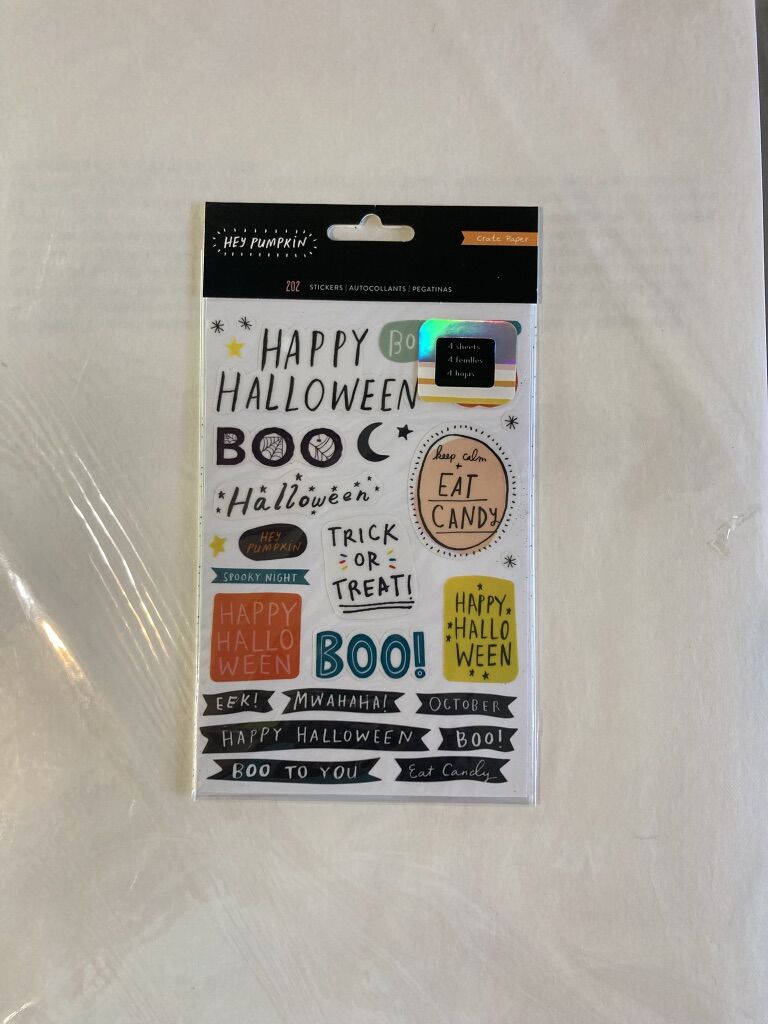 HEY PUMPKIN
Crate Paper
202 STICKERS | AUTOCOLLANTS | PEGATINAS
HAPPY
HALLOWEEN
BO
4 sheets
4 feuilles
4 hojas
BOO
Halloween
keep calm
+
EAT
CANDY
HEY
PUMPKIN
TRICK
OR
TREAT!
SPOOKY NIGHT
HAPPY
HALLO
WEEN
BOO!
HAPPY
HALLO
WEEN
EEK!
MWAHAHA!
OCTOBER
HAPPY HALLOWEEN
BOO!
BOO TO YOU
Eat Candy